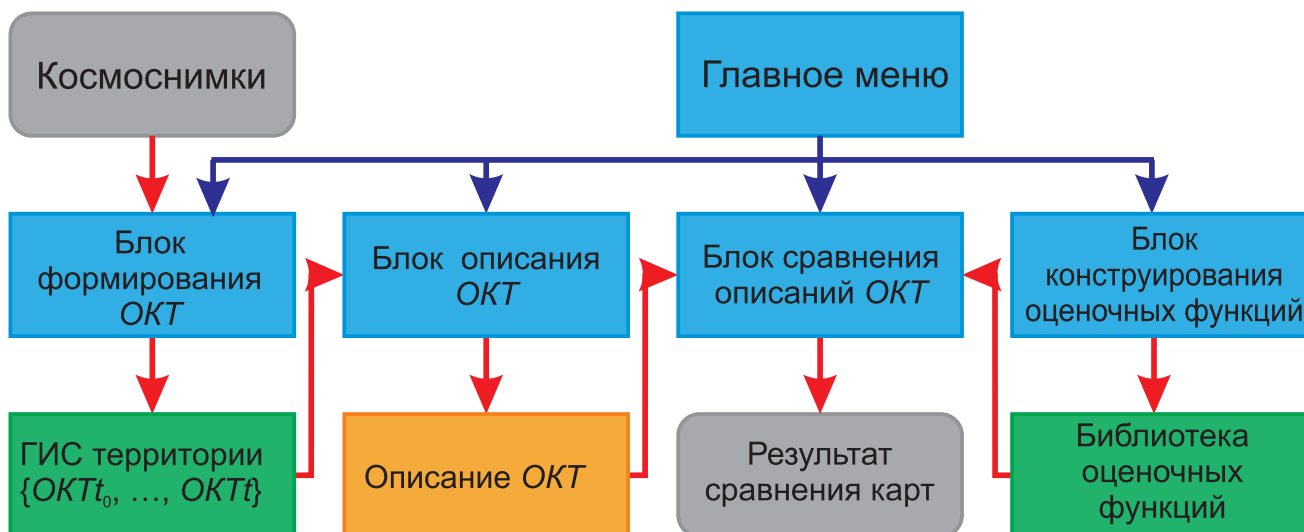 Космоснимки
Главное меню
Блок
формирования
ОКТ
Блок описания
ОКТ
Блок сравнения
описаний ОКТ
Блок
конструирования
оценочных функций
ГИС территории
{ОКТt₀, …, ОКТt}
Описание ОКТ
Результат
сравнения карт
Библиотека
оценочных
функций